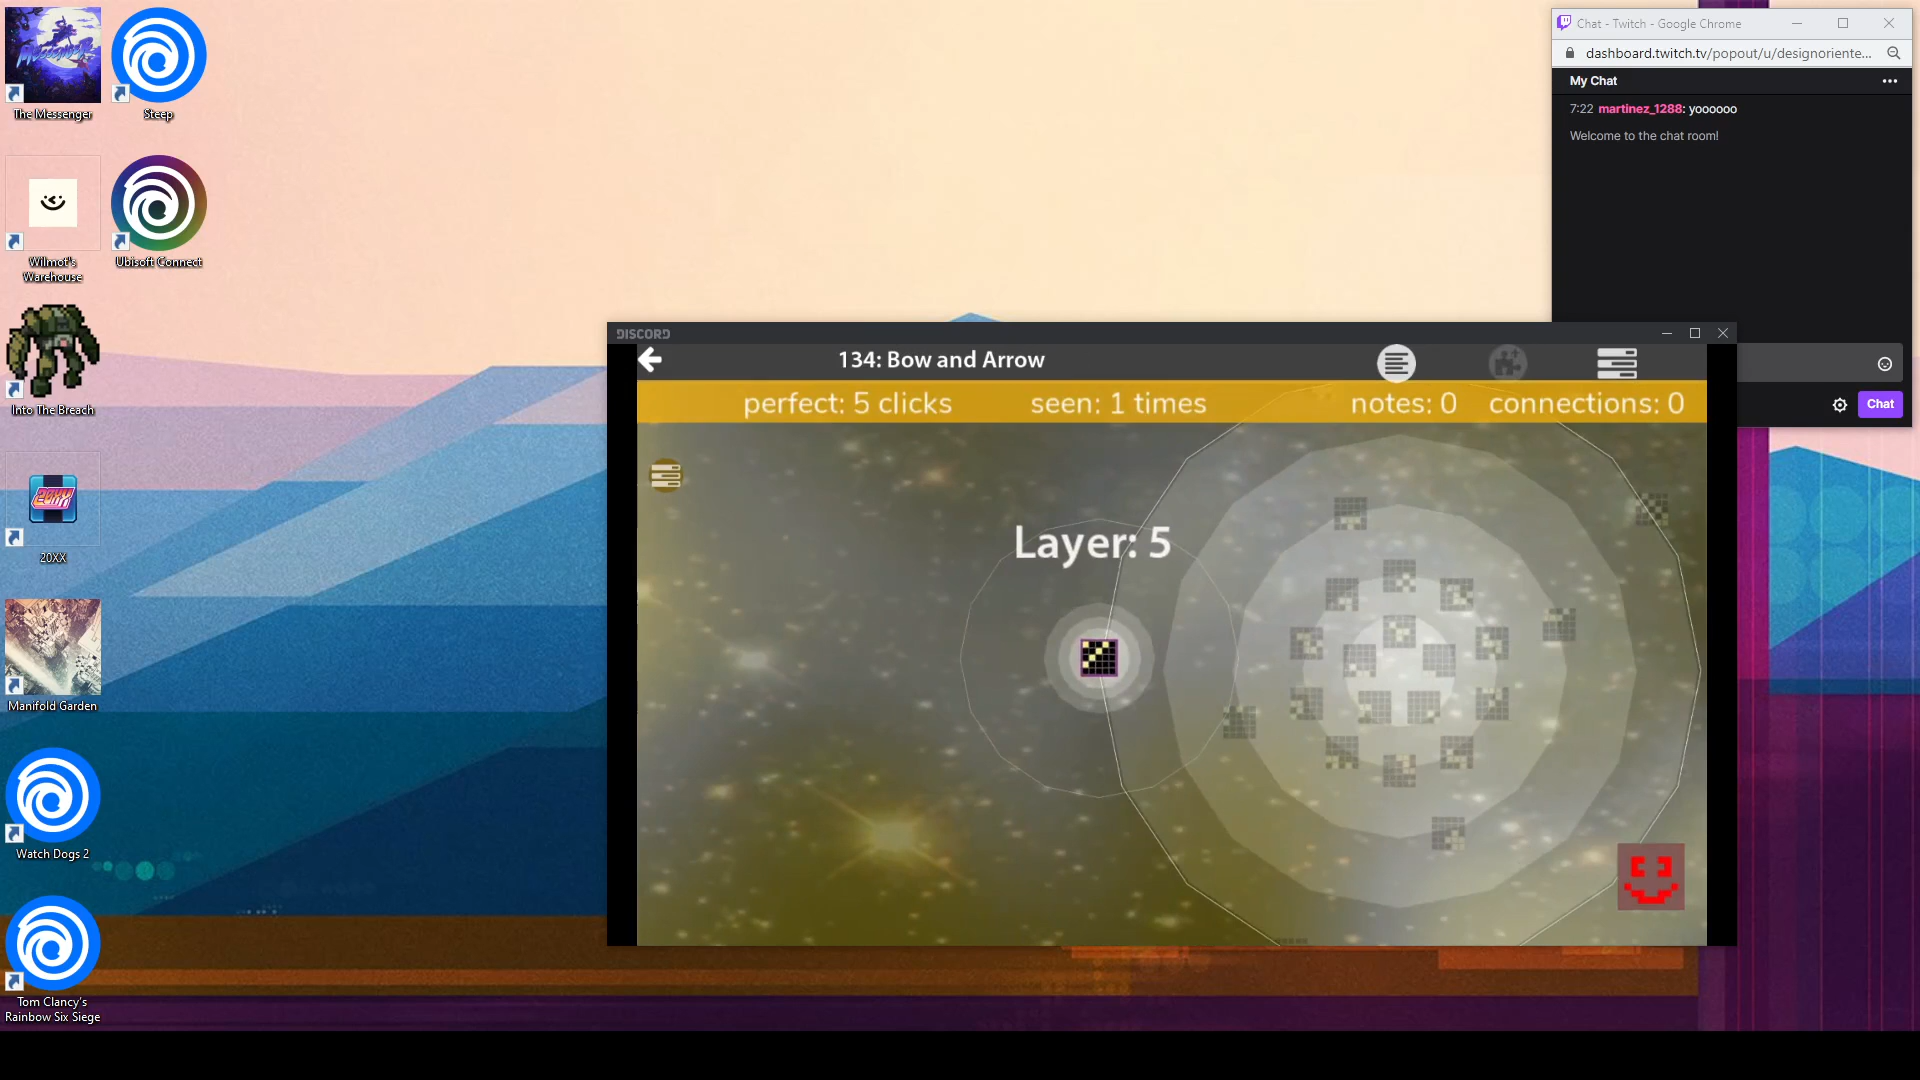 The Messenger
Steep
Wilmot's
Warehouse
Ubisoft Connect
Into The Breach
20XX
20XX
Manifold Garden
Watch Dogs 2
Tom Clancy's
Rainbow Six Siege
Chat - Twitch - Google Chrome
dashboard.twitch.tv/popout/u/designoriente...
My Chat
7:22 martinez_1288: yoooooo
Welcome to the chat room!
Chat
DISCORD
134: Bow and Arrow
perfect: 5 clicks seen: 1 times notes: 0 connections: 0
Layer: 5